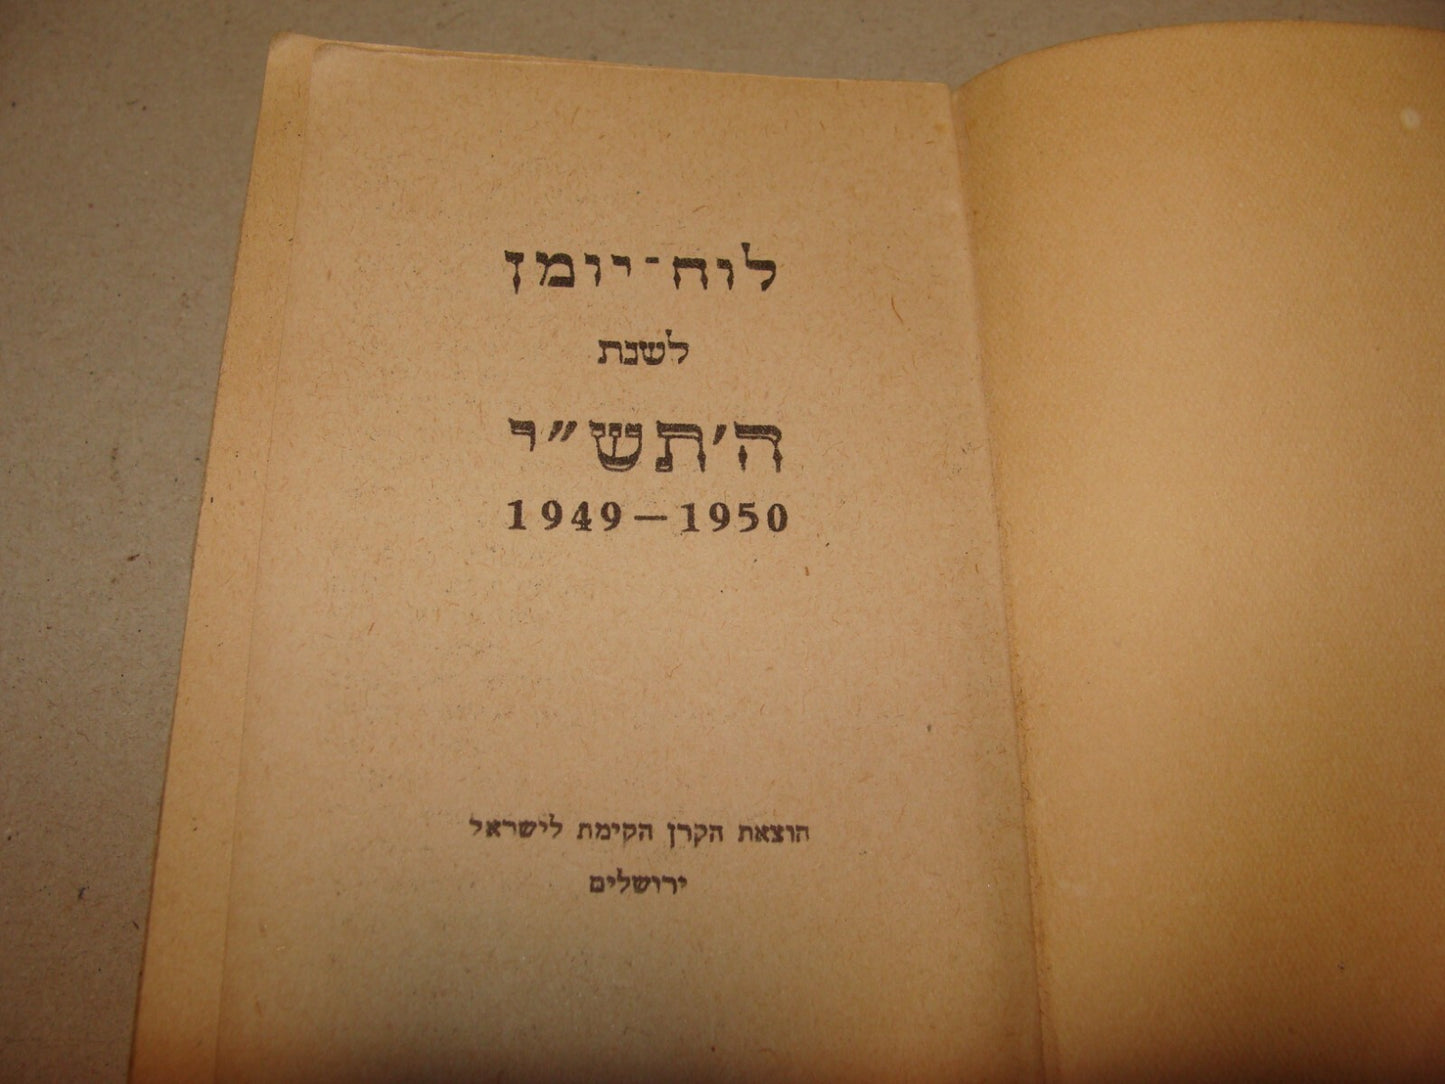 לוח־יומן
לשנת
ה׳תש״י
1949—1950
הוצאת הקרן הקימת לישראל
ירושלים